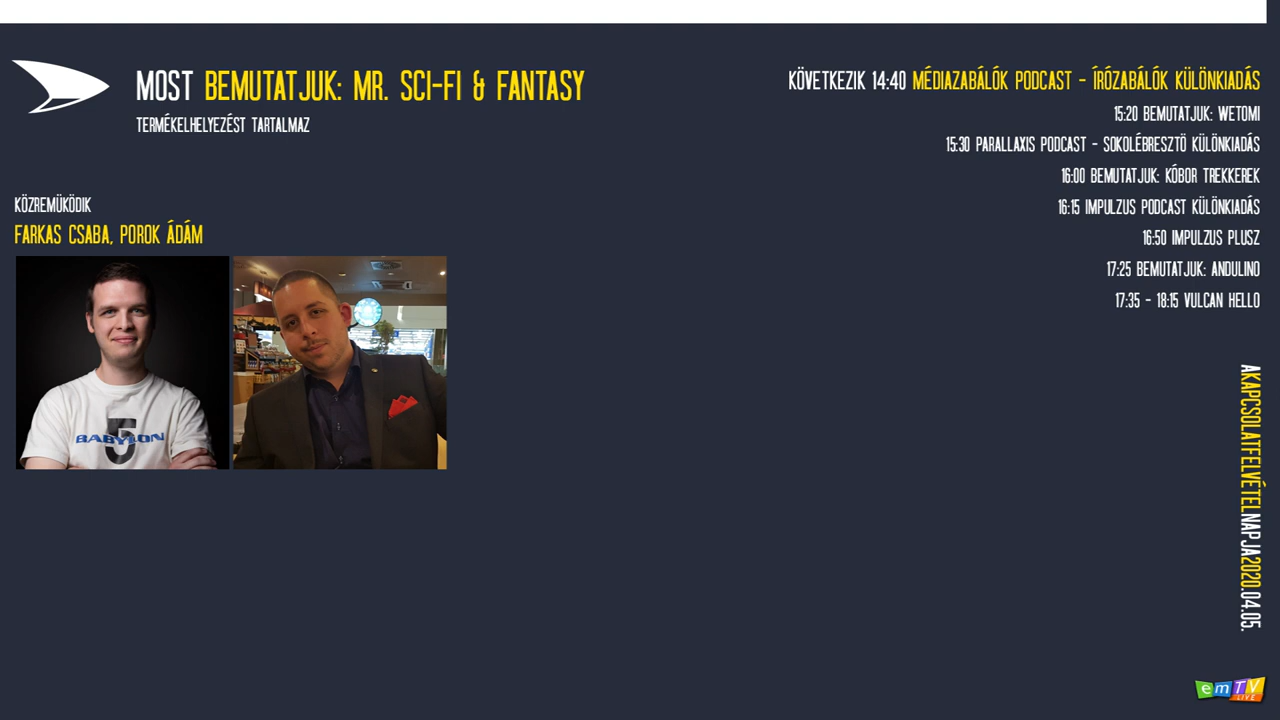 MOST BEMUTATJUK: MR. SCI-FI & FANTASY
TERMÉKELHELYEZÉST TARTALMAZ
KÖZREMŰKÖDIK
FARKAS CSABA, POROK ÁDÁM
BABYLON
5
KÖVETKEZIK 14:40 MÉDIAZABÁLÓK PODCAST - ÍRÓZABÁLÓK KÜLÖNKIADÁS
15:20 BEMUTATJUK: WETOMI
15:30 PARALLAXIS PODCAST - SOKOLÉBRESZTŐ KÜLÖNKIADÁS
16:00 BEMUTATJUK: KÓBOR TREKKEREK
16:15 IMPULZUS PODCAST KÜLÖNKIADÁS
16:50 IMPULZUS PLUSZ
17:25 BEMUTATJUK: ANDULINO
17:35 - 18:15 VULCAN HELLO
AKAPCSOLATFELVÉTELNAPJA2020.04.05.
emTV
LIVE